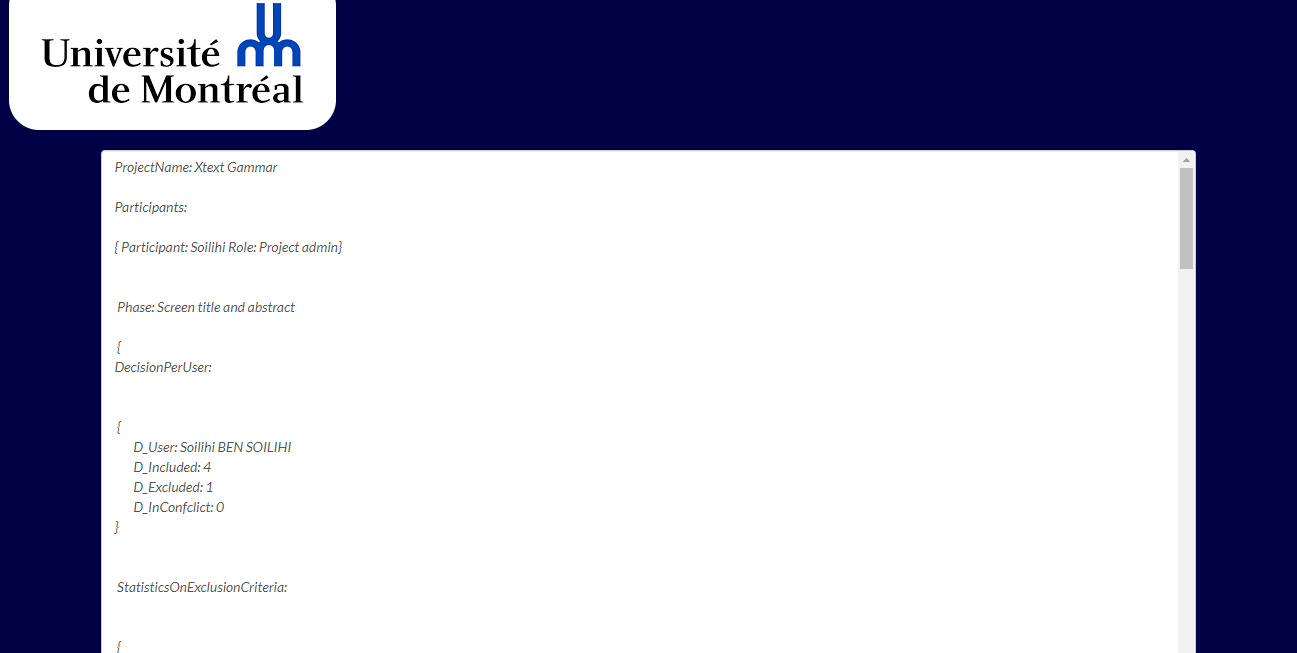 Université
de Montréal
ProjectName: Xtext Gammar
Participants:
{ Participant: Soilihi Role: Project admin}
Phase: Screen title and abstract
{
DecisionPerUser:
{
D_User: Soilihi BEN SOILIHI
D_Included: 4
D_Excluded: 1
D_InConfclict: 0
}
StatisticsOnExclusionCriteria:
{